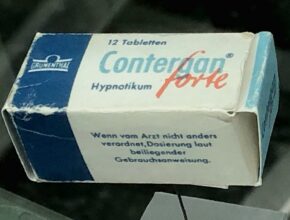 12 Tabletten
Contergan®
forte
GRÜNENTHAL
Hypnotikum
Wenn vom Arzt nicht anders
verordnet, Dosierung laut
beiliegender
Gebrauchsanweisung.